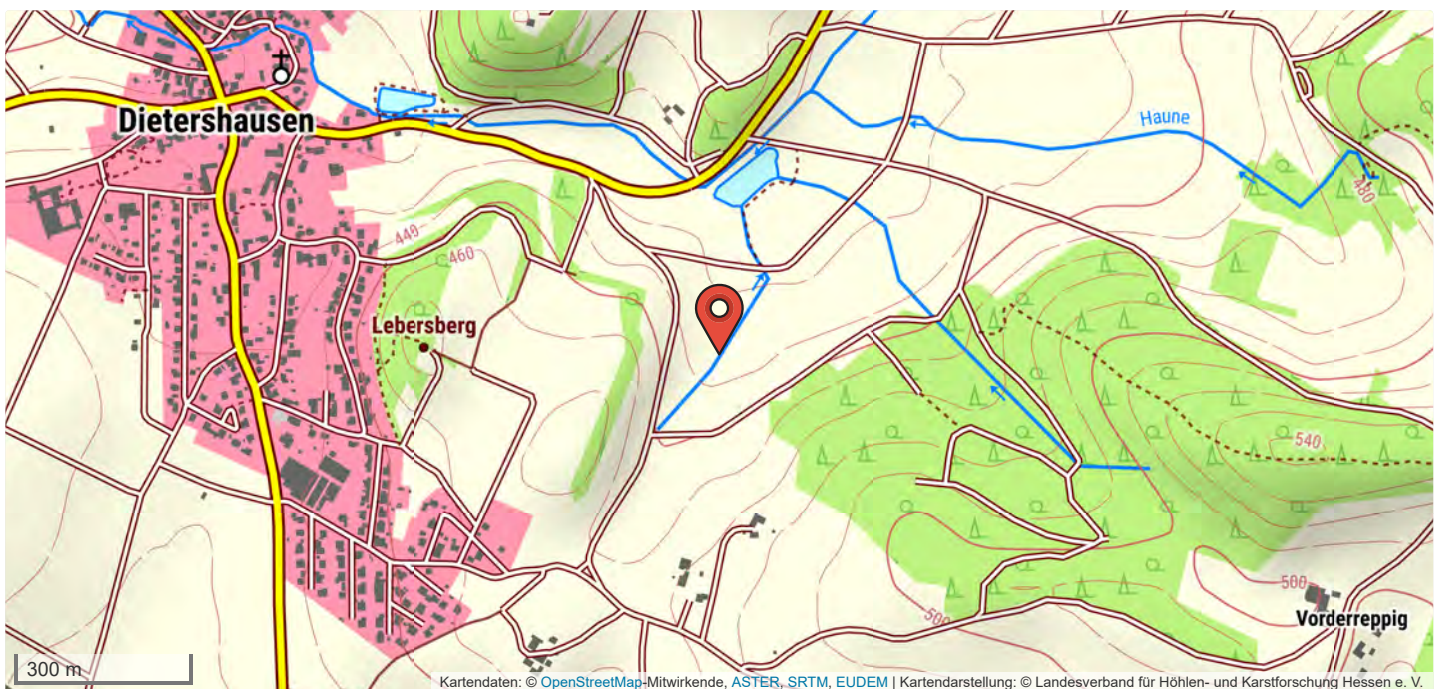 Haune
Dietershausen
480
440
460
Lebersberg
540
500
500
Vorderreppig
300 m
Kartendaten: © OpenStreetMap-Mitwirkende, ASTER, SRTM, EUDEM | Kartendarstellung: © Landesverband für Höhlen- und Karstforschung Hessen e. V.